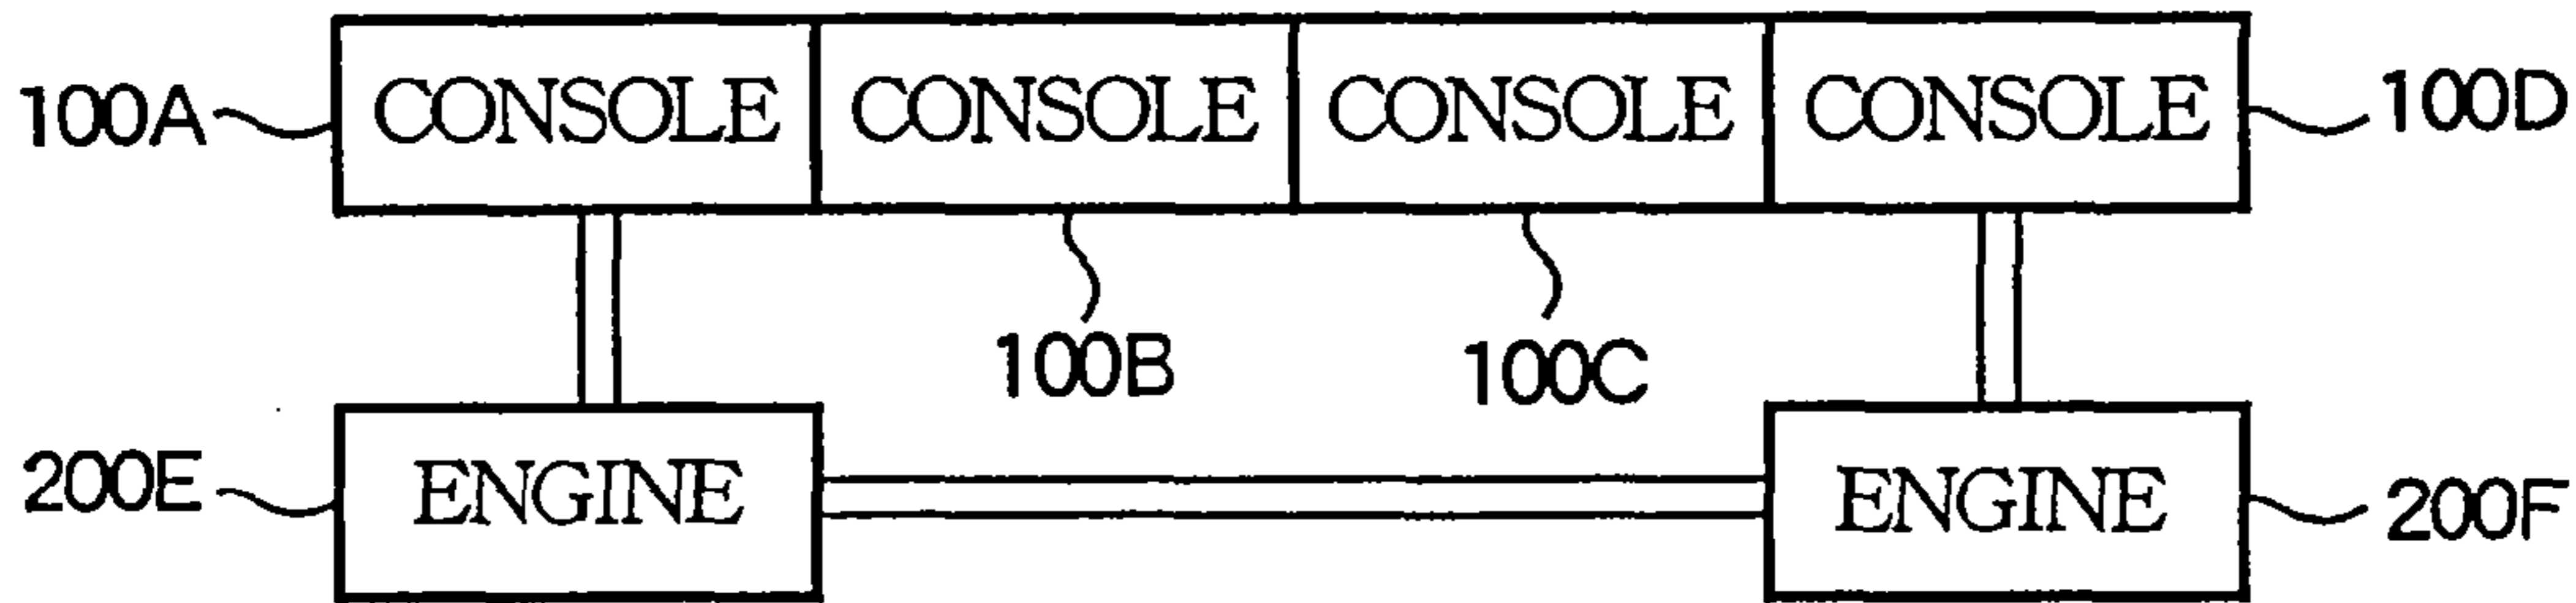 100A CONSOLE CONSOLE CONSOLE CONSOLE 100D
100B 100C
200E ENGINE ENGINE 200F